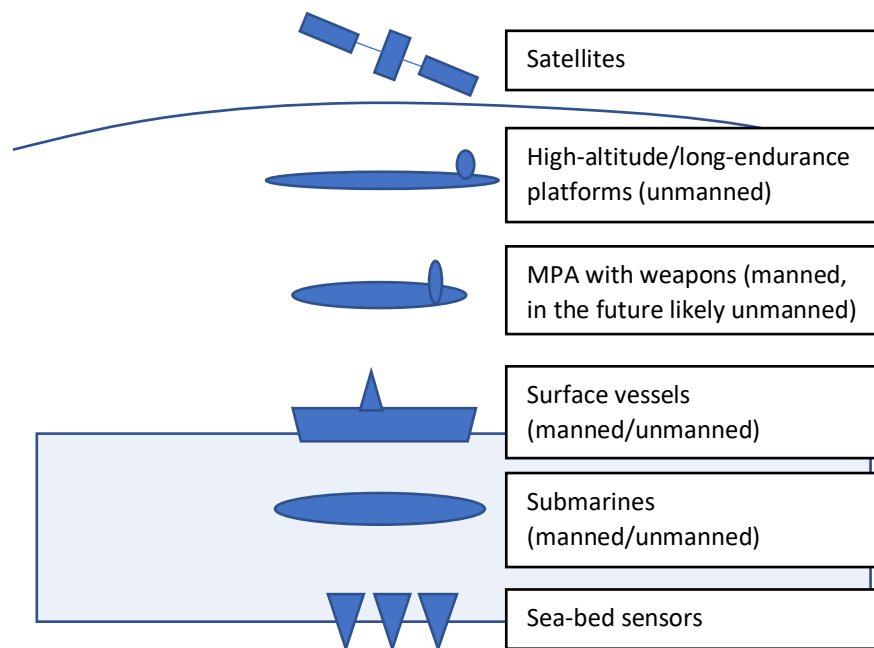 Satellites
High-altitude/long-endurance
platforms (unmanned)
MPA with weapons (manned,
in the future likely unmanned)
Surface vessels
(manned/unmanned)
Submarines
(manned/unmanned)
Sea-bed sensors